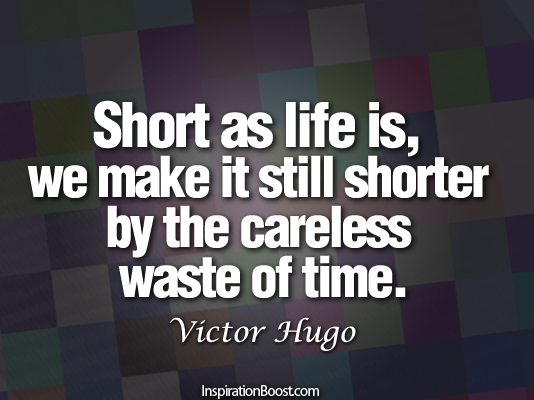 Short as life is,
we make it still shorter
by the careless
waste of time.
Victor Hugo
InspirationBoost.com